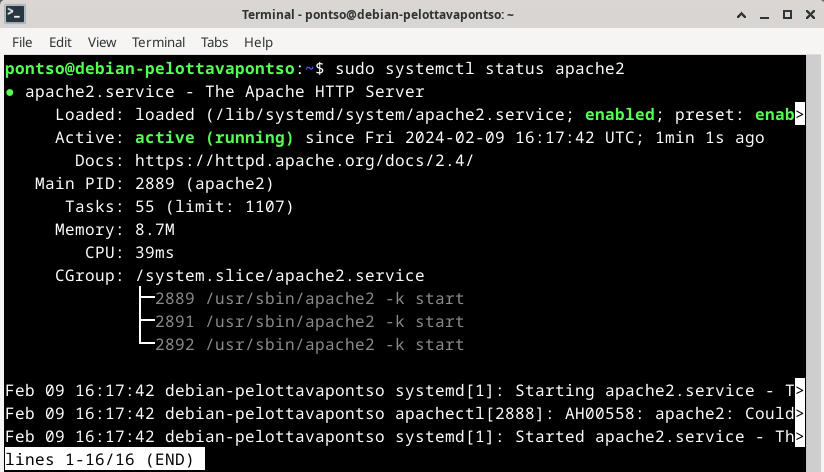 Terminal - pontso@debian-pelottavapontso: ~
File Edit View Terminal Tabs Help
pontso@debian-pelottavapontso:~$ sudo systemctl status apache2
● apache2.service - The Apache HTTP Server
     Loaded: loaded (/lib/systemd/system/apache2.service; enabled; preset: enab>
     Active: active (running) since Fri 2024-02-09 16:17:42 UTC; 1min 1s ago
       Docs: https://httpd.apache.org/docs/2.4/
   Main PID: 2889 (apache2)
      Tasks: 55 (limit: 1107)
     Memory: 8.7M
        CPU: 39ms
     CGroup: /system.slice/apache2.service
             ├─2889 /usr/sbin/apache2 -k start
             ├─2891 /usr/sbin/apache2 -k start
             └─2892 /usr/sbin/apache2 -k start
Feb 09 16:17:42 debian-pelottavapontso systemd[1]: Starting apache2.service - T>
Feb 09 16:17:42 debian-pelottavapontso apachectl[2888]: AH00558: apache2: Could>
Feb 09 16:17:42 debian-pelottavapontso systemd[1]: Started apache2.service - Th>
lines 1-16/16 (END)